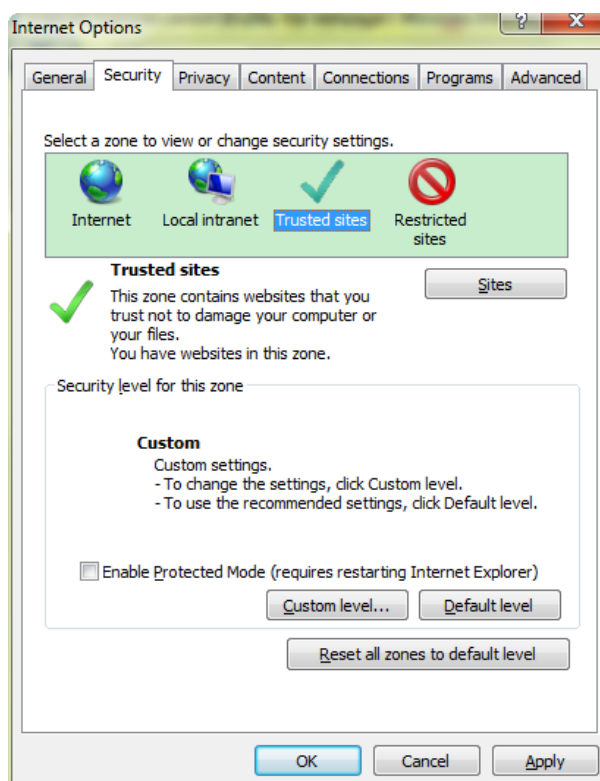 Internet Options
?
X
General Security Privacy Content Connections Programs Advanced
Select a zone to view or change security settings.
Internet Local intranet Trusted sites Restricted
sites
Trusted sites
Sites
This zone contains websites that you
trust not to damage your computer or
your files.
You have websites in this zone.
Security level for this zone
Custom
Custom settings.
- To change the settings, click Custom level.
- To use the recommended settings, click Default level.
Enable Protected Mode (requires restarting Internet Explorer)
Custom level... Default level
Reset all zones to default level
OK Cancel Apply